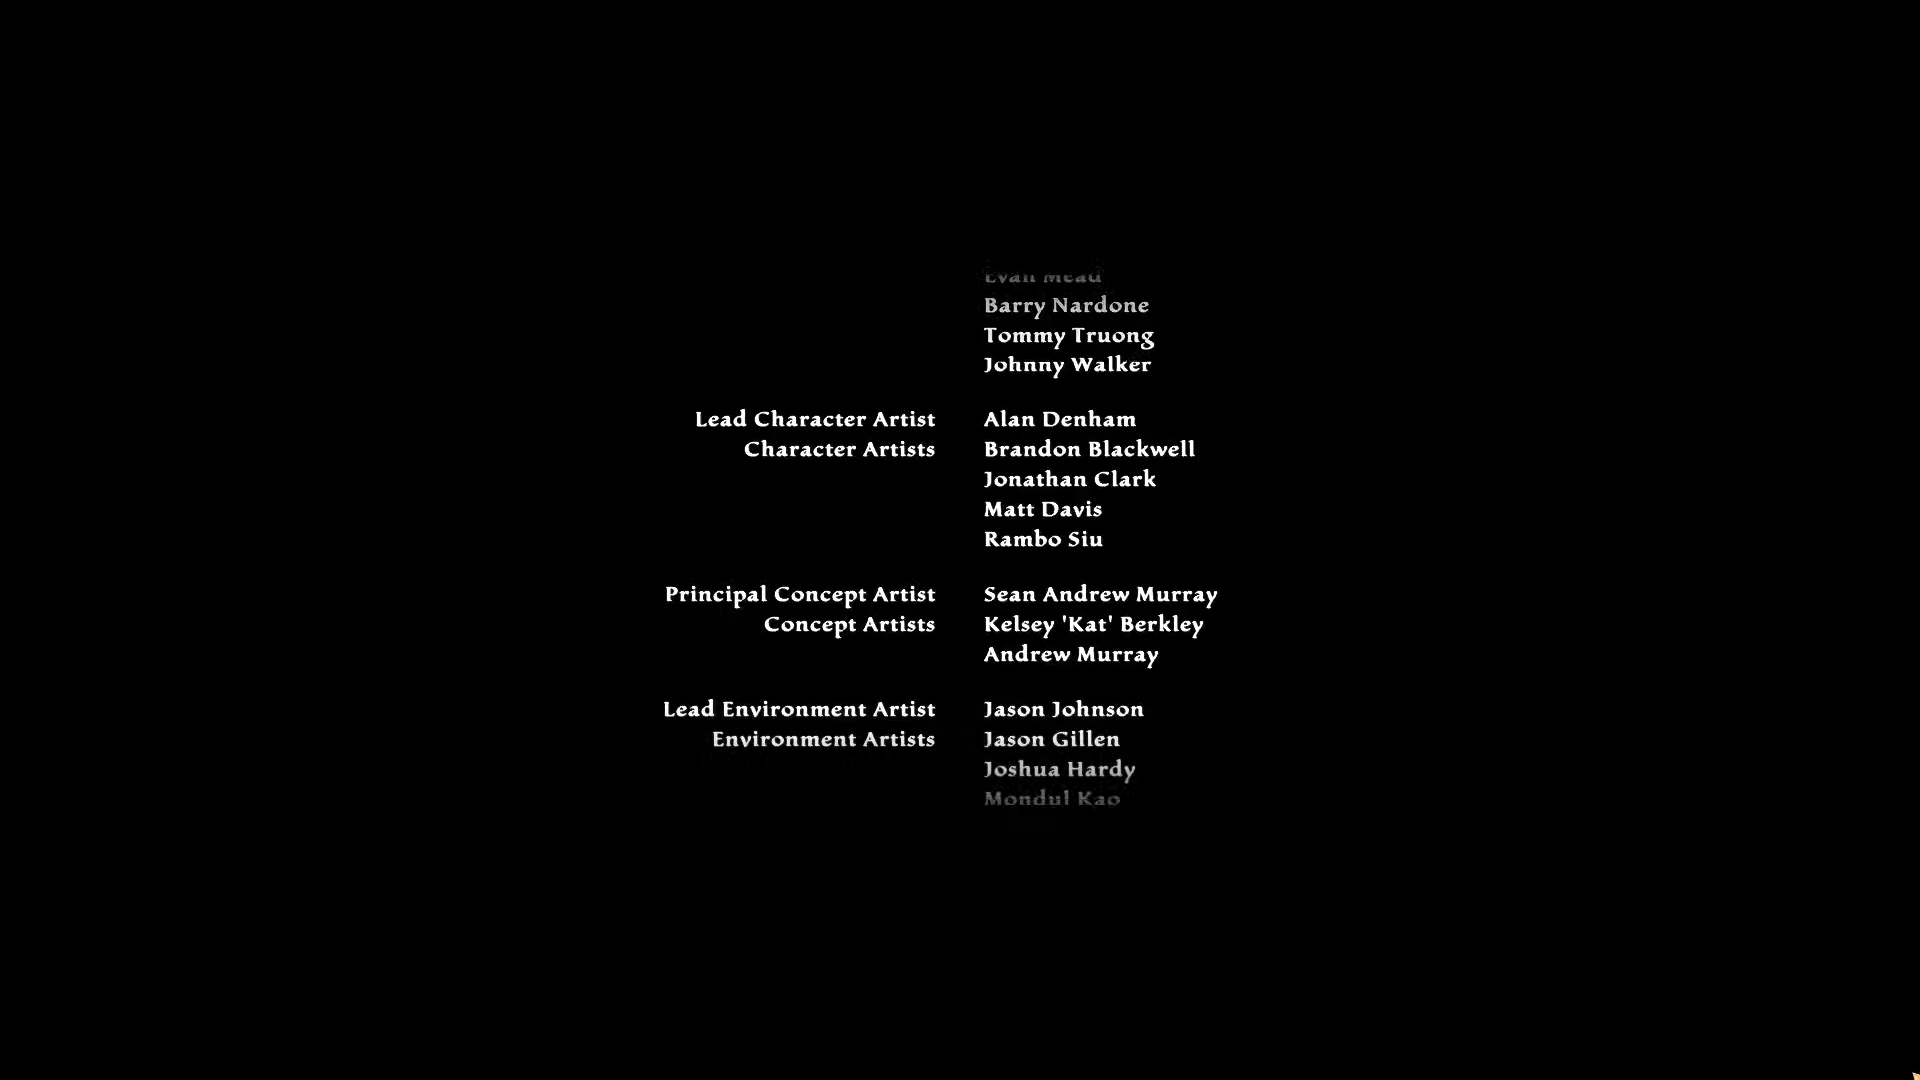 Evan Mead
Barry Nardone
Tommy Truong
Johnny Walker
Lead Character Artist Alan Denham
Character Artists Brandon Blackwell
Jonathan Clark
Matt Davis
Rambo Siu
Principal Concept Artist Sean Andrew Murray
Concept Artists Kelsey 'Kat' Berkley
Andrew Murray
Lead Environment Artist Jason Johnson
Environment Artists Jason Gillen
Joshua Hardy
Mondul Kao